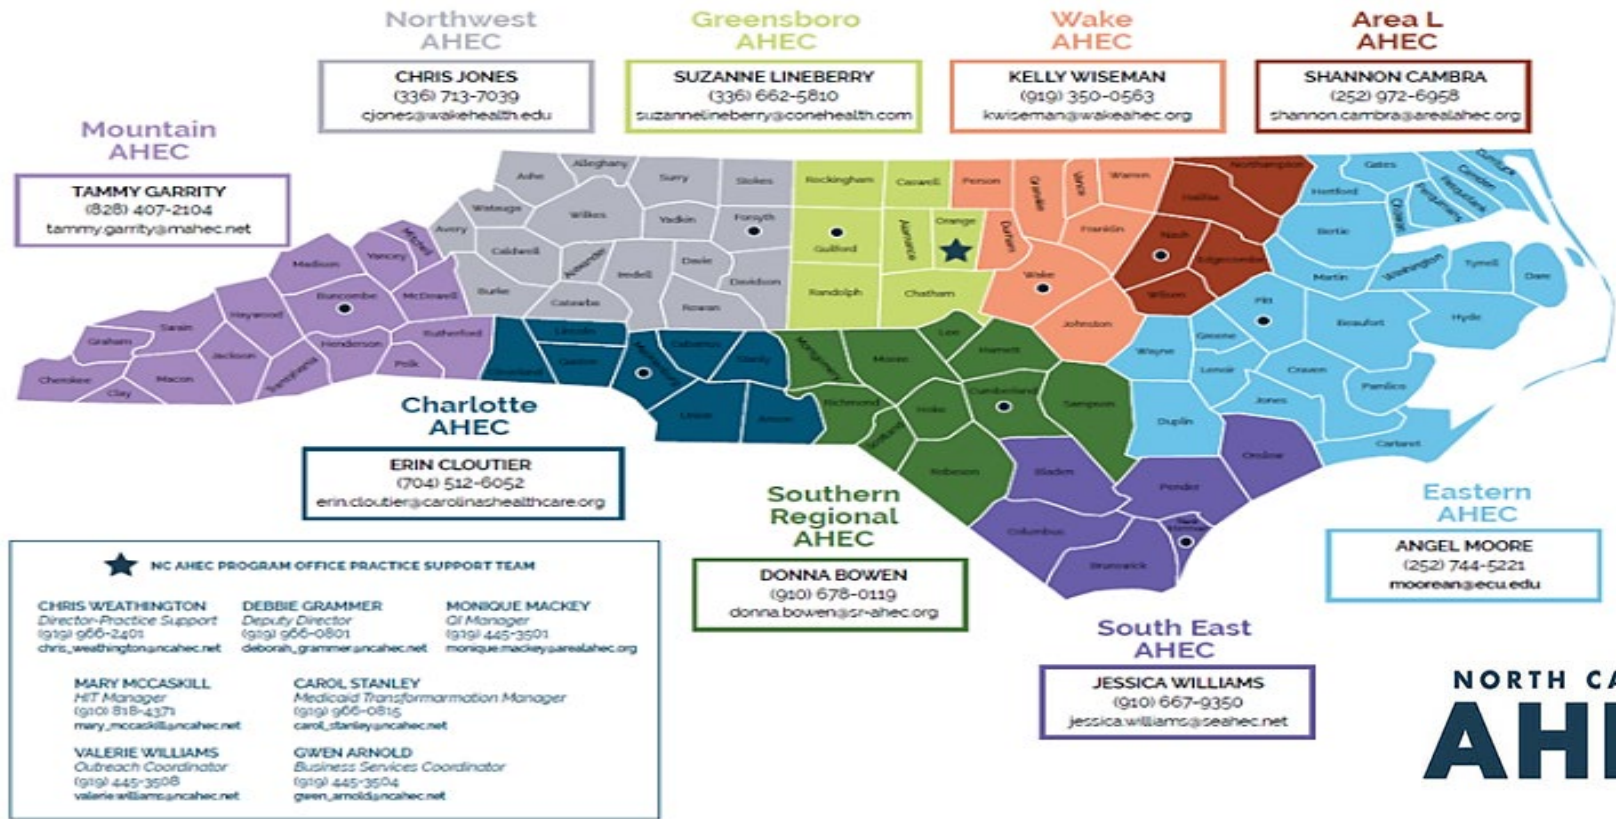 Northwest
AHEC
CHRIS JONES
(336) 713-7039
cjones@wakehealth.edu
Greensboro
AHEC
SUZANNE LINEBERRY
(336) 662-5810
suzannelineberry@conehealth.com
Wake
AHEC
KELLY WISEMAN
(919) 350-0563
kwiseman@wakeahec.org
Area L
AHEC
SHANNON CAMBRA
(252) 972-6958
shannon.cambra@arealahec.org
Mountain
AHEC
TAMMY GARRITY
(828) 407-2104
tammy.garrity@mahec.net
Ashe
Alleghany
Surry
Stokes
Rockingham
Caswell
Person
Granville
Vance
Warren
Halifax
Northampton
Hertford
Gates
Currituck
Camden
Pasquotank
Perquimans
Chowan
Watauga
Wilkes
Yadkin
Forsyth
Guilford
Alamance
Orange
Durham
Franklin
Nash
Edgecombe
Bertie
Avery
Mitchell
Caldwell
Alexander
Iredell
Davie
Davidson
Randolph
Chatham
Wake
Wilson
Martin
Washington
Tyrrell
Dare
Madison
Yancey
McDowell
Buncombe
Burke
Catawba
Rowan
Johnston
Pitt
Beaufort
Hyde
Haywood
Swain
Graham
Cherokee
Clay
Macon
Jackson
Transylvania
Henderson
Polk
Rutherford
Cleveland
Lincoln
Gaston
Mecklenburg
Cabarrus
Stanly
Union
Anson
Montgomery
Moore
Lee
Harnett
Wayne
Greene
Lenoir
Craven
Pamlico
Jones
Carteret
Richmond
Scotland
Hoke
Cumberland
Sampson
Duplin
Robeson
Bladen
Pender
Onslow
Columbus
Brunswick
New
Hanover
Charlotte
AHEC
ERIN CLOUTIER
(704) 512-6052
erin.cloutier@carolinashealthcare.org
Southern
Regional
AHEC
DONNA BOWEN
(910) 678-0119
donna.bowen@sr-ahec.org
Eastern
AHEC
ANGEL MOORE
(252) 744-5221
moorean@ecu.edu
South East
AHEC
JESSICA WILLIAMS
(910) 667-9350
jessica.williams@seahec.net
NC AHEC PROGRAM OFFICE PRACTICE SUPPORT TEAM
CHRIS WEATHINGTON
Director-Practice Support
(919) 966-2401
chris_weathington@ncahec.net
DEBBIE GRAMMER
Deputy Director
(919) 966-0801
deborah_grammer@ncahec.net
MONIQUE MACKEY
QI Manager
(919) 445-3501
monique.mackey@arealahec.org
MARY MCCASKILL
HIT Manager
(910) 818-4371
mary_mccaskill@ncahec.net
CAROL STANLEY
Medicaid Transformarmation Manager
(919) 966-0815
carol_stanley@ncahec.net
VALERIE WILLIAMS
Outreach Coordinator
(919) 445-3508
valerie.williams@ncahec.net
GWEN ARNOLD
Business Services Coordinator
(919) 445-3504
gwen_arnold@ncahec.net
NORTH CA
AHE